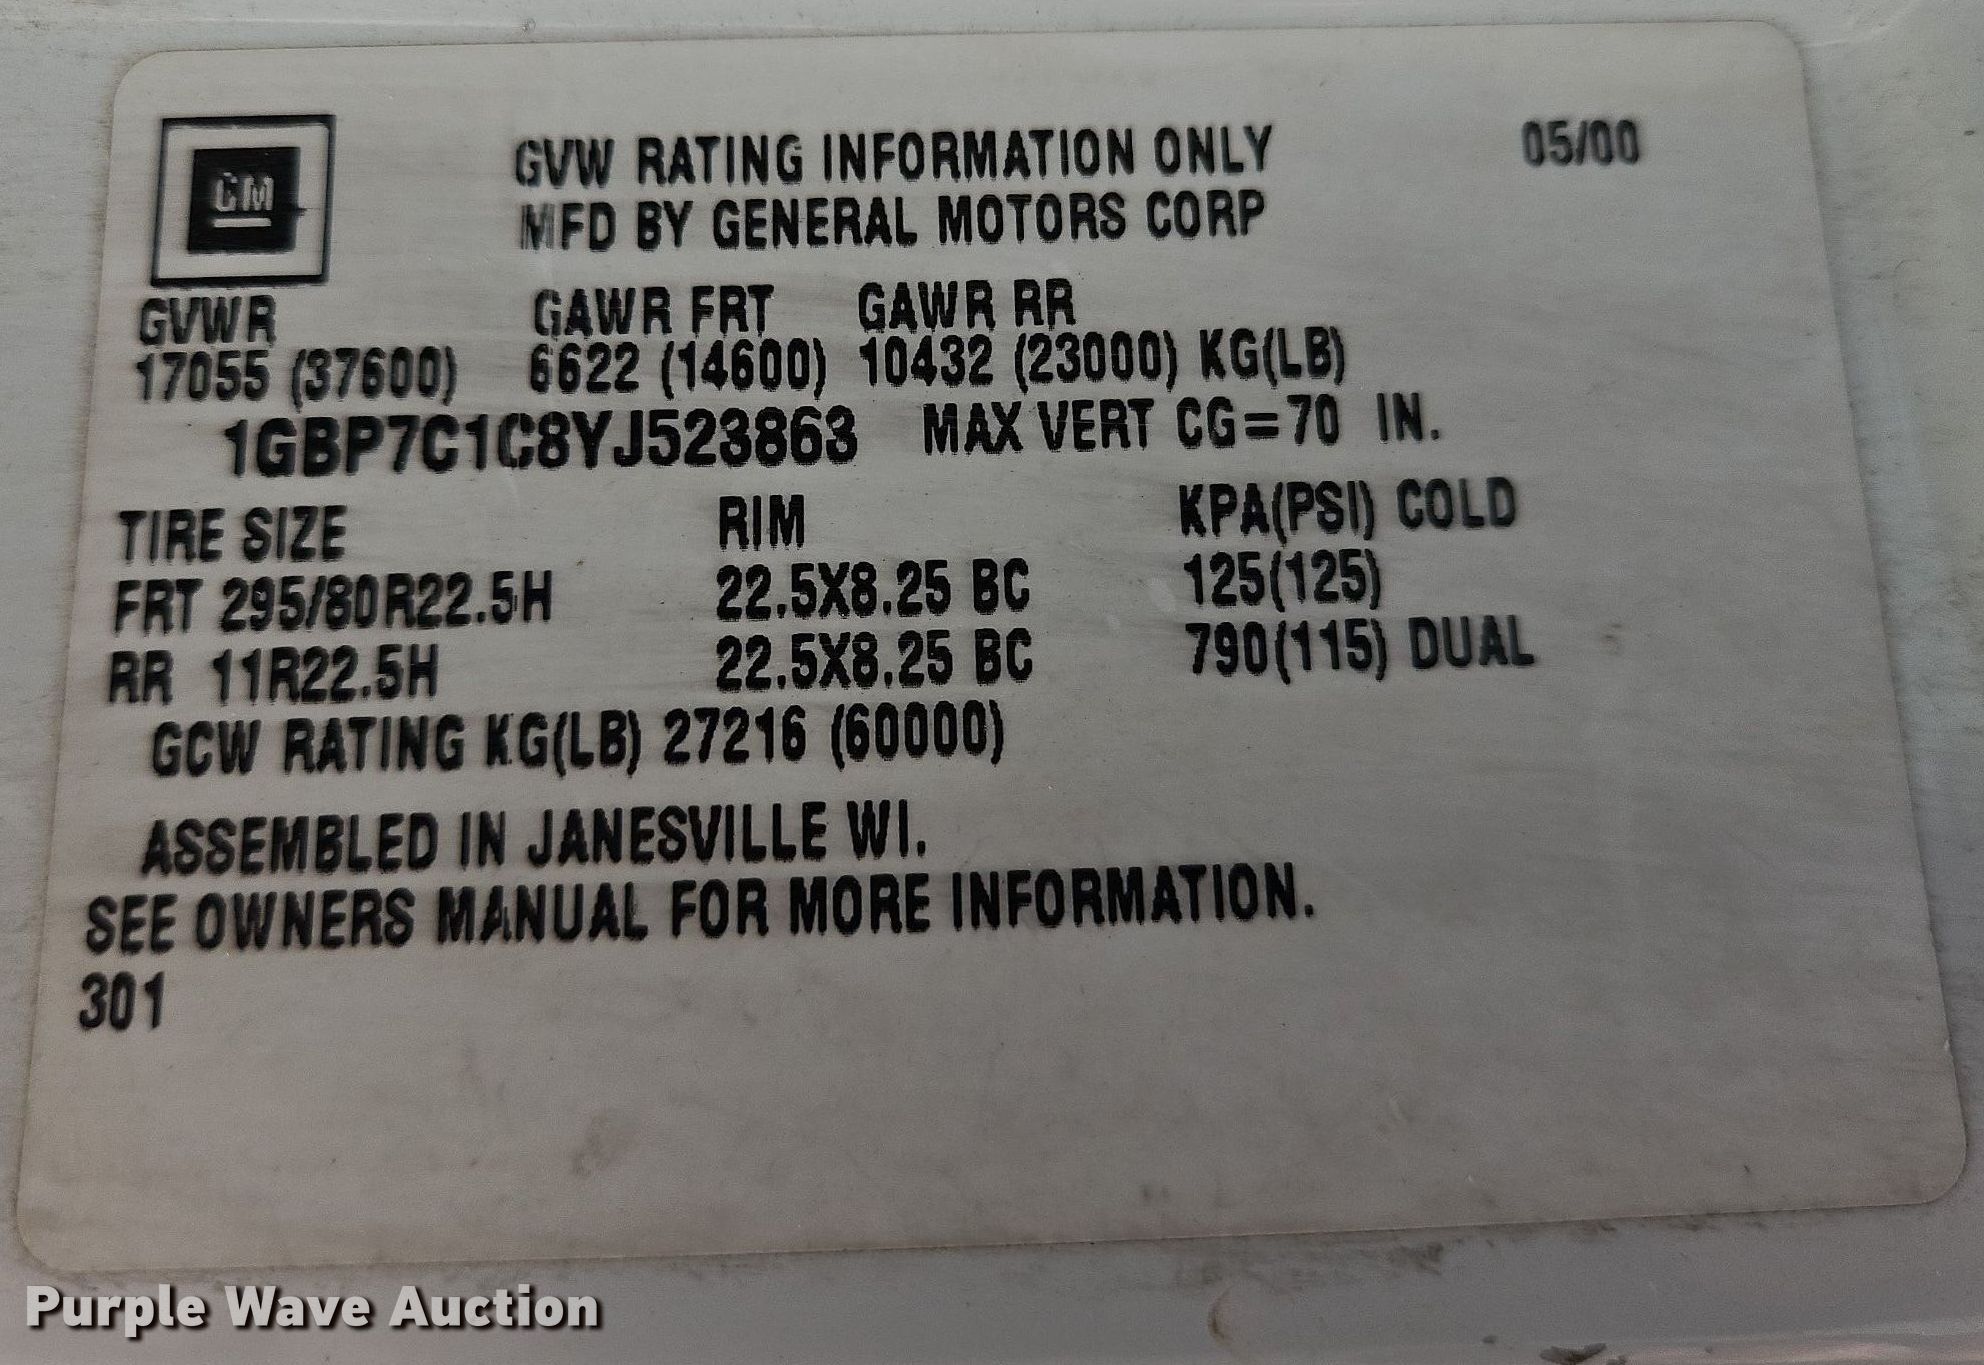 GM
GVW RATING INFORMATION ONLY 05/00
MFD BY GENERAL MOTORS CORP
GVWR GAWR FRT GAWR RR
17055 (37600) 6622 (14600) 10432 (23000) KG(LB)
1GBP7C1C8YJ523863 MAX VERT CG=70 IN.
TIRE SIZE RIM KPA(PSI) COLD
FRT 295/80R22.5H 22.5X8.25 BC 125(125)
RR 11R22.5H 22.5X8.25 BC 790(115) DUAL
GCW RATING KG(LB) 27216 (60000)
ASSEMBLED IN JANESVILLE WI.
SEE OWNERS MANUAL FOR MORE INFORMATION.
301
Purple Wave Auction